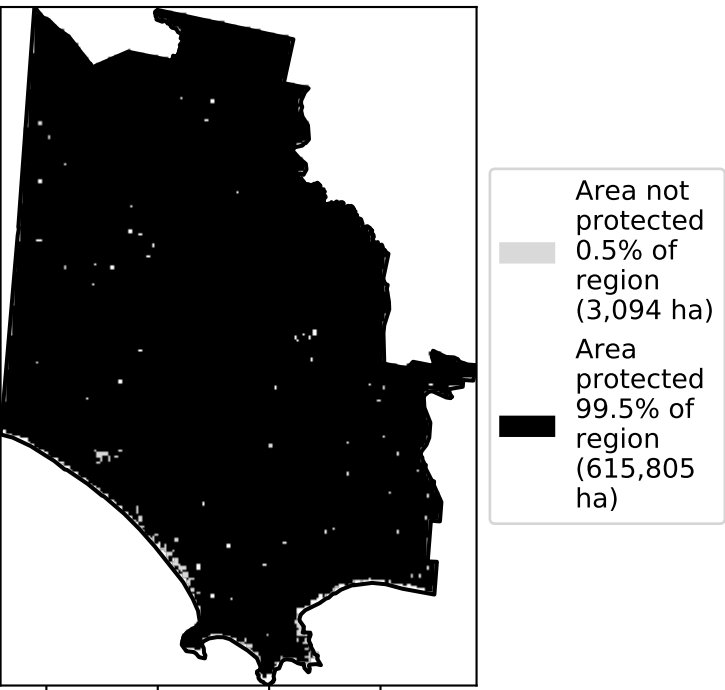 Area not
protected
0.5% of
region
(3,094 ha)
Area
protected
99.5% of
region
(615,805
ha)